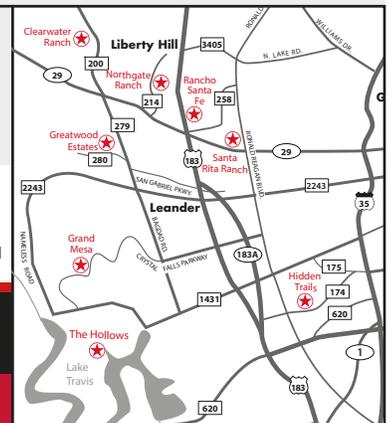 Clearwater
Ranch
Liberty Hill
3405
RONALD
WILLIAMS DR.
N. LAKE RD.
200
29
Northgate
Ranch
Rancho
Santa
Fe
214
258
G
279
Greatwood
Estates
280
183
Santa
Rita Ranch
29
RONALD REAGAN BLVD.
2243
SAN GABRIEL PKWY.
2243
35
Leander
NAMELESS ROAD
BAGDAD RD.
Grand
Mesa
CRYSTAL FALLS PARKWAY
183A
175
Hidden
Trails
174
1431
620
The Hollows
Lake
Travis
1
183
620